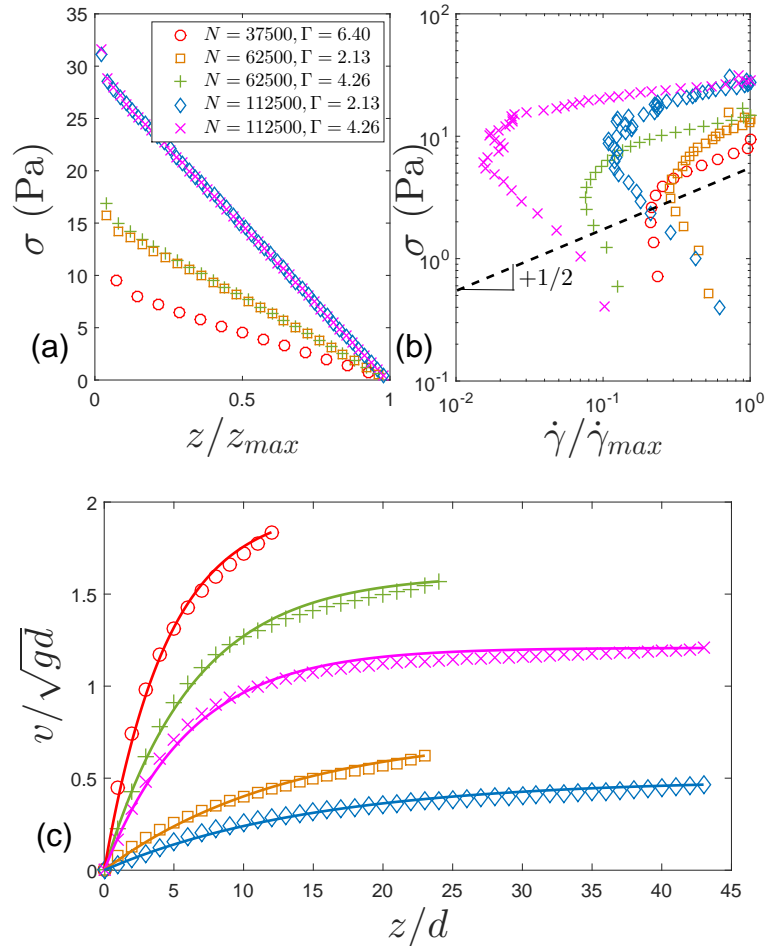 35
30
25
20
15
10
5
0
σ (Pa)
0
0.5
1
z/z_max
(a)
N = 37500, Γ = 6.40
N = 62500, Γ = 2.13
N = 62500, Γ = 4.26
N = 112500, Γ = 2.13
N = 112500, Γ = 4.26
10^2
10^1
10^0
10^-1
σ (Pa)
+1/2
(b)
10^-2
10^-1
10^0
γ̇/γ̇_max
2
1.5
1
0.5
0
v/√gd
(c)
0
5
10
15
20
25
30
35
40
45
z/d